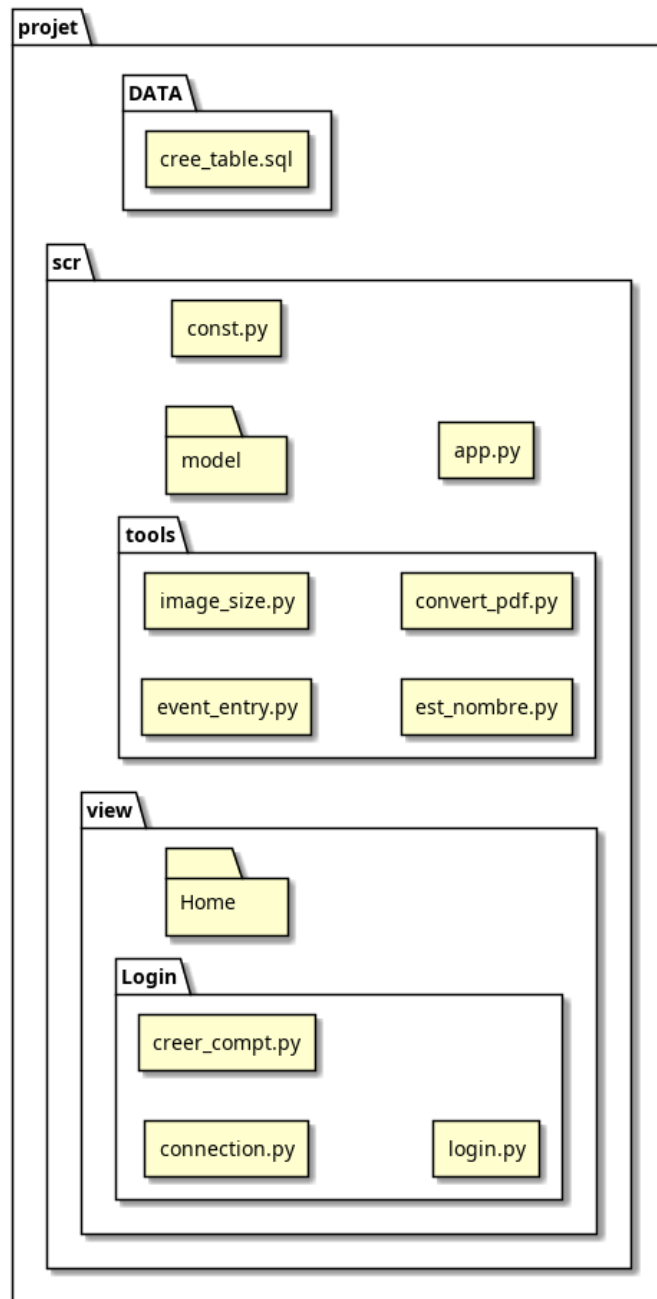 projet
DATA
cree_table.sql
scr
const.py
model
app.py
tools
image_size.py
convert_pdf.py
event_entry.py
est_nombre.py
view
Home
Login
creer_compt.py
connection.py
login.py